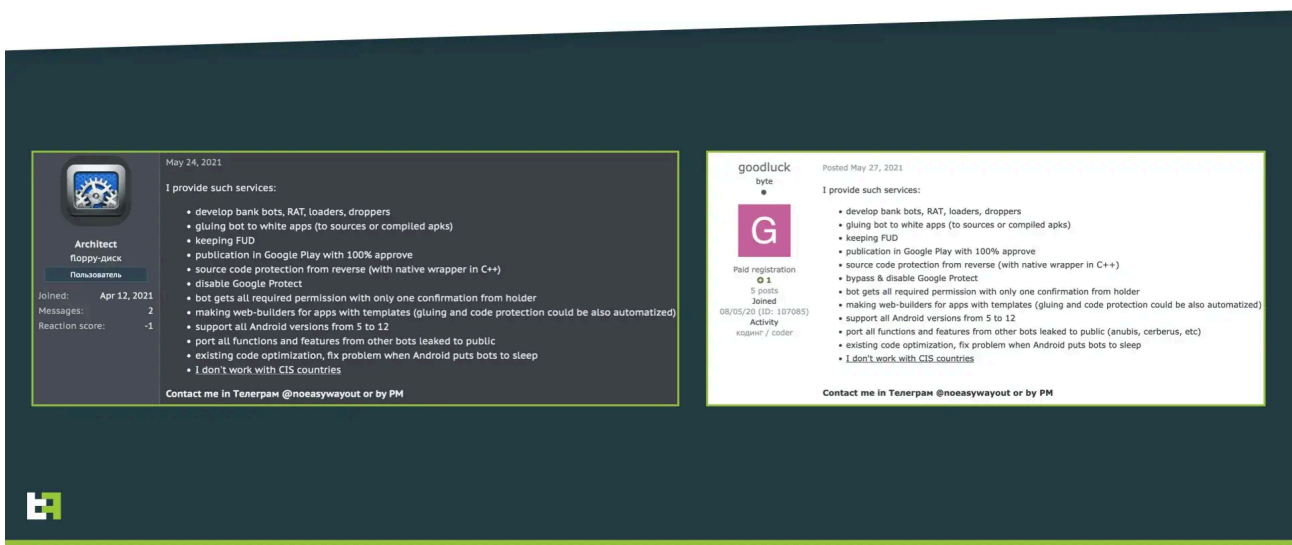 Architect
floppy-диск
Пользователь
Joined: Apr 12, 2021
Messages: 2
Reaction score: -1
May 24, 2021
I provide such services:
• develop bank bots, RAT, loaders, droppers
• gluing bot to white apps (to sources or compiled apks)
• keeping FUD
• publication in Google Play with 100% approve
• source code protection from reverse (with native wrapper in C++)
• disable Google Protect
• bot gets all required permission with only one confirmation from holder
• making web-builders for apps with templates (gluing and code protection could be also automatized)
• support all Android versions from 5 to 12
• port all functions and features from other bots leaked to public
• existing code optimization, fix problem when Android puts bots to sleep
• I don't work with CIS countries
Contact me in Телеграм @noeasywayout or by PM
goodluck
byte
G
Paid registration
1
5 posts
Joined
08/05/20 (ID: 107085)
Activity
кодинг / coder
Posted May 27, 2021
I provide such services:
• develop bank bots, RAT, loaders, droppers
• gluing bot to white apps (to sources or compiled apks)
• keeping FUD
• publication in Google Play with 100% approve
• source code protection from reverse (with native wrapper in C++)
• bypass & disable Google Protect
• bot gets all required permission with only one confirmation from holder
• making web-builders for apps with templates (gluing and code protection could be also automatized)
• support all Android versions from 5 to 12
• port all functions and features from other bots leaked to public (anubis, cerberus, etc)
• existing code optimization, fix problem when Android puts bots to sleep
• I don't work with CIS countries
Contact me in Телеграм @noeasywayout or by PM